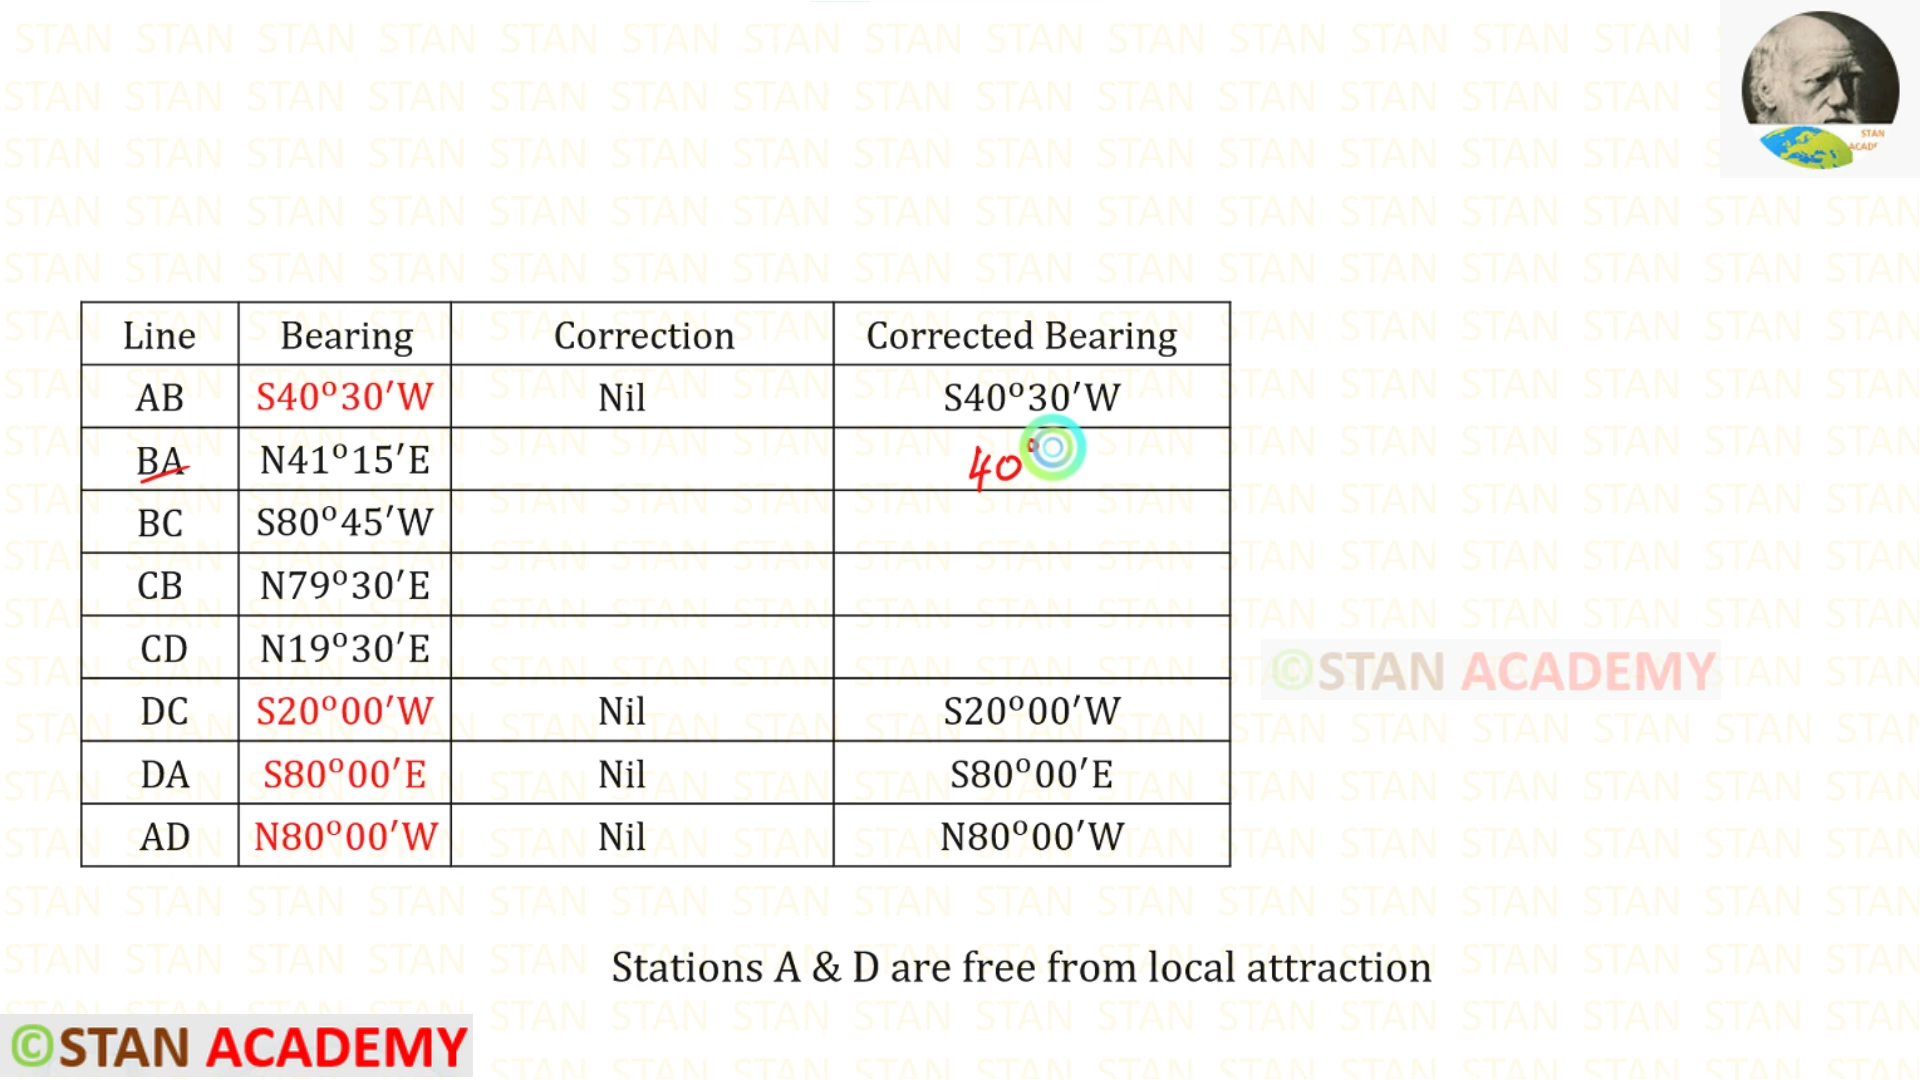 Line Bearing Correction Corrected Bearing
AB S40°30′W Nil S40°30′W
BA N41°15′E 40°
BC S80°45′W
CB N79°30′E
CD N19°30′E
DC S20°00′W Nil S20°00′W
DA S80°00′E Nil S80°00′E
AD N80°00′W Nil N80°00′W
©STAN ACADEMY
Stations A & D are free from local attraction
©STAN ACADEMY